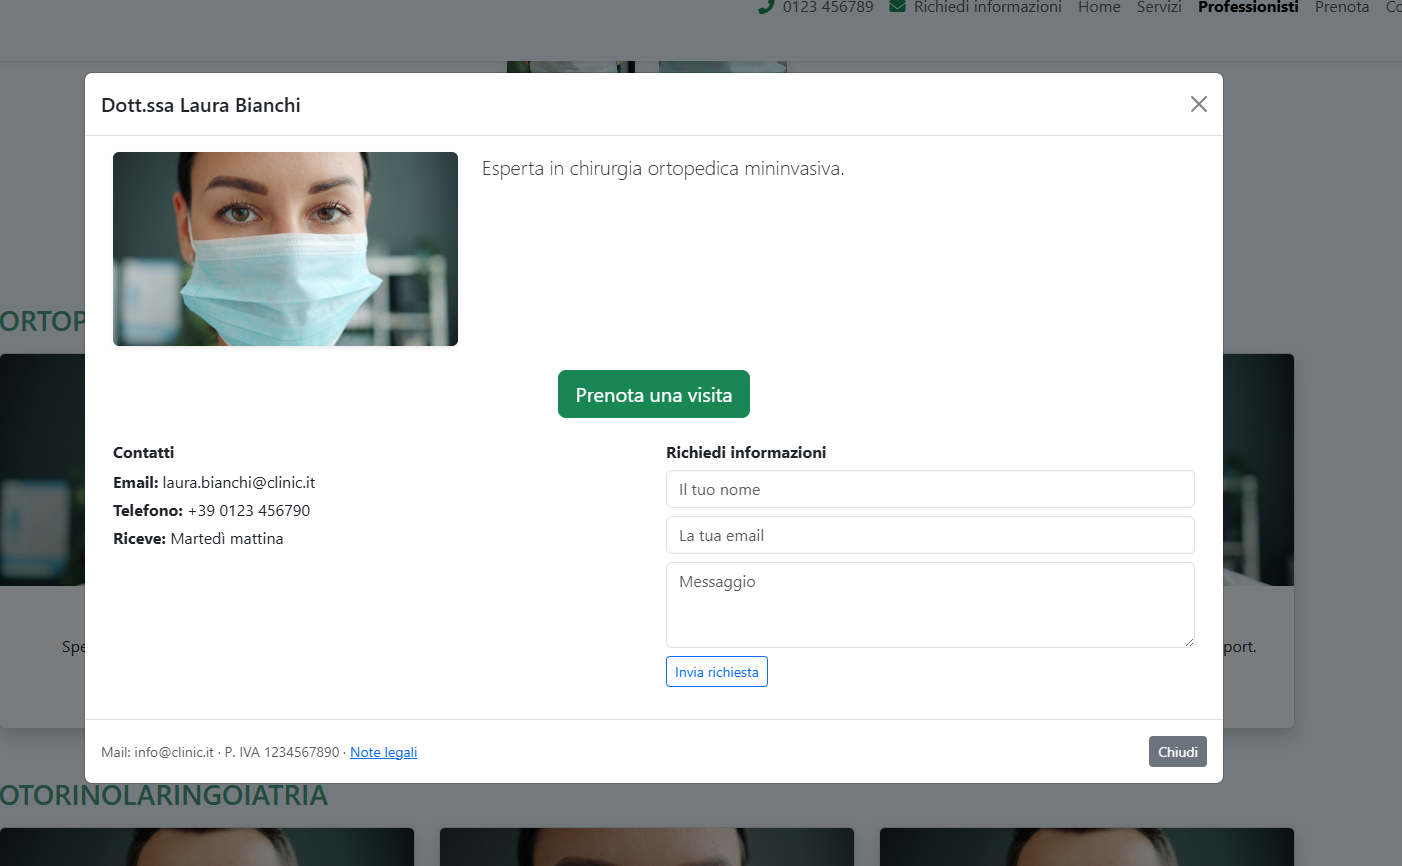 0123 456789 Richiedi informazioni Home Servizi Professionisti Prenota Co
Dott.ssa Laura Bianchi
Esperta in chirurgia ortopedica mininvasiva.
ORTOP
Prenota una visita
Contatti
Email: laura.bianchi@clinic.it
Telefono: +39 0123 456790
Riceve: Martedì mattina
Richiedi informazioni
Il tuo nome
La tua email
Messaggio
Invia richiesta
Spe
port.
Mail: info@clinic.it · P. IVA 1234567890 · Note legali
Chiudi
OTORINOLARINGOIATRIA